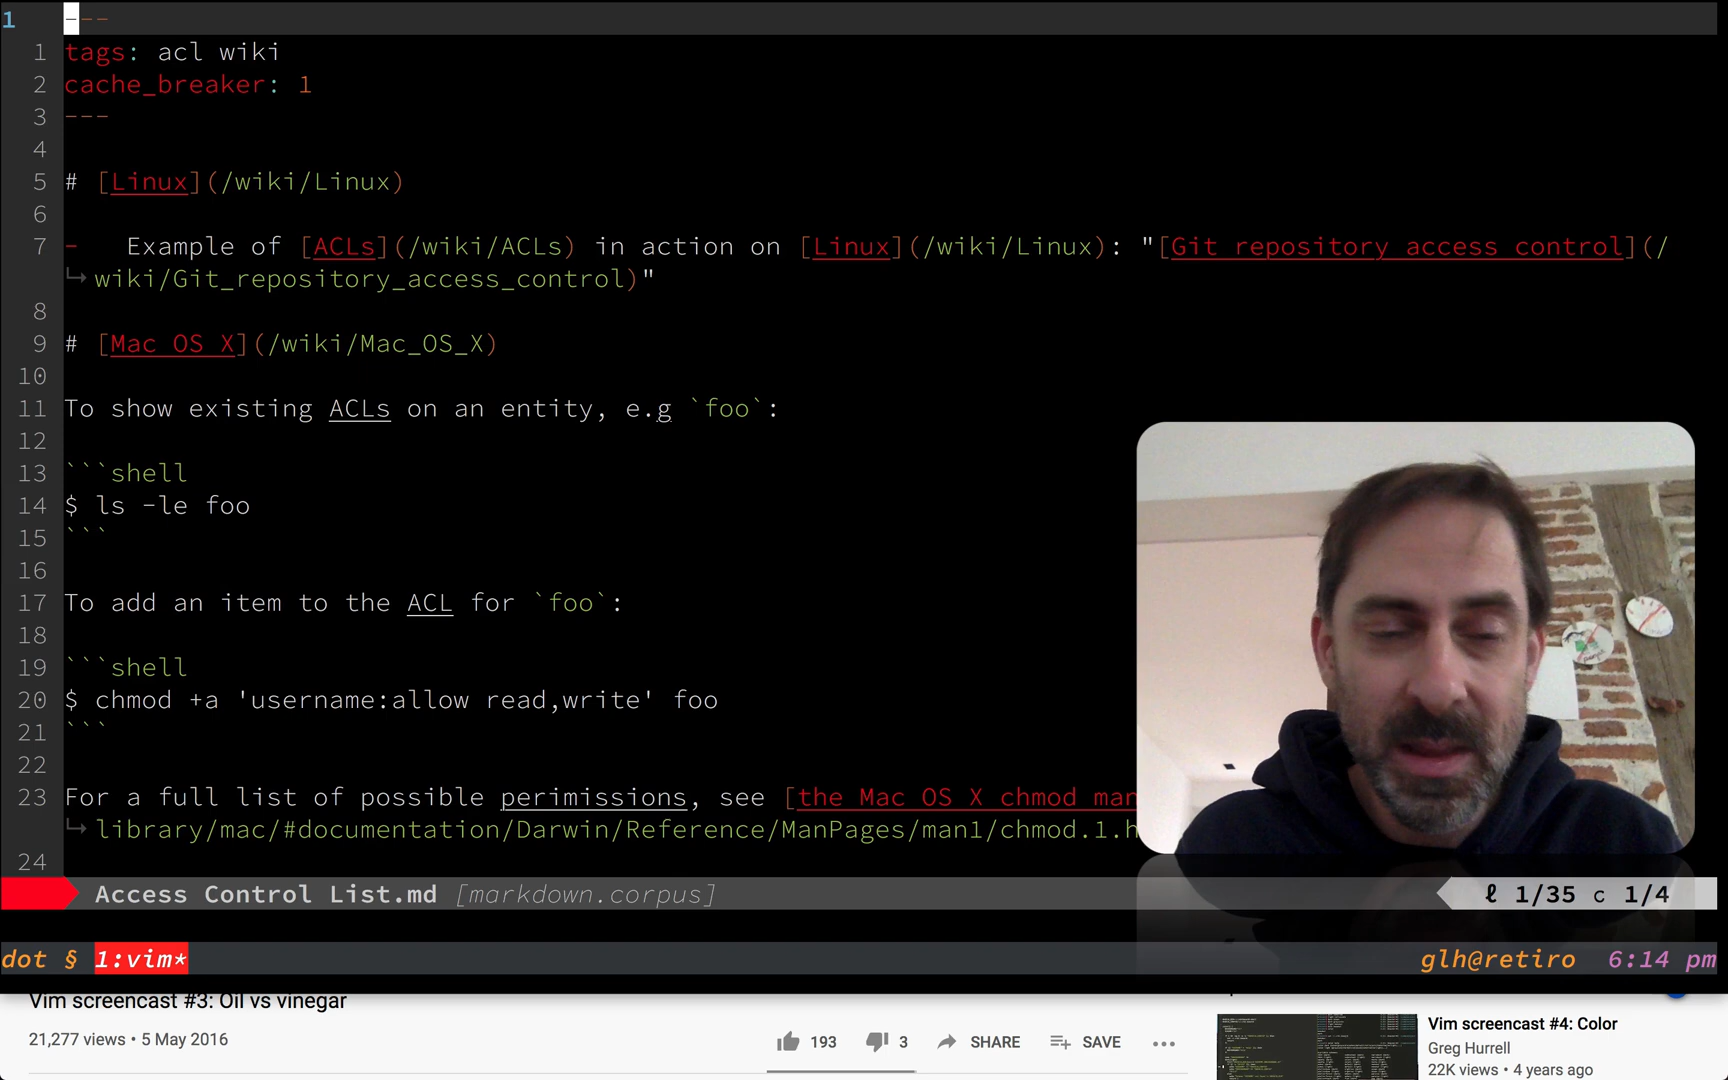 1 ---
1 tags: acl wiki
2 cache_breaker: 1
3 ---
4
5 # [Linux](/wiki/Linux)
6
7 -   Example of [ACLs](/wiki/ACLs) in action on [Linux](/wiki/Linux): "[Git repository access control](/
wiki/Git_repository_access_control)"
8
9 # [Mac OS X](/wiki/Mac_OS_X)
10
11 To show existing ACLs on an entity, e.g `foo`:
12
13 ```shell
14 $ ls -le foo
15 ```
16
17 To add an item to the ACL for `foo`:
18
19 ```shell
20 $ chmod +a 'username:allow read,write' foo
21 ```
22
23 For a full list of possible perimissions, see [the Mac OS X chmod man
library/mac/#documentation/Darwin/Reference/ManPages/man1/chmod.1.h
24
Access Control List.md [markdown.corpus] ℓ 1/35 c 1/4
dot § 1:vim* glh@retiro 6:14 pm
Vim screencast #3: Oil vs vinegar
21,277 views • 5 May 2016
193 3 SHARE SAVE
Vim screencast #4: Color
Greg Hurrell
22K views • 4 years ago